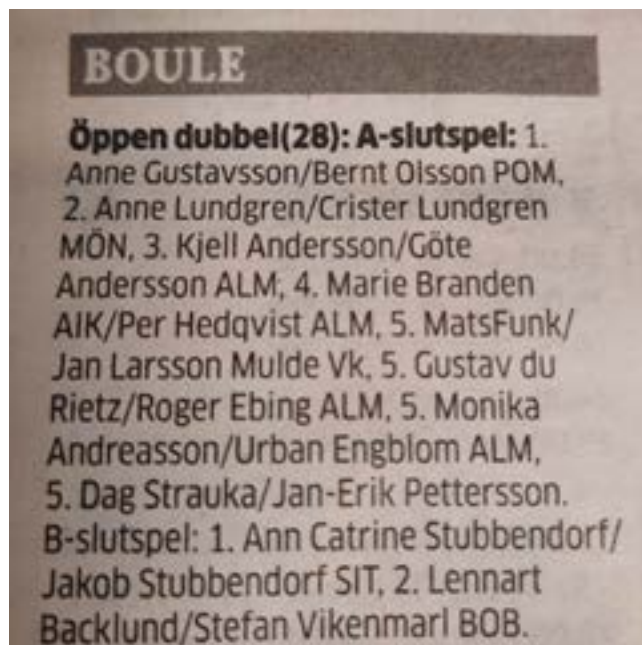 BOULE
Öppen dubbel(28): A-slutspel: 1.
Anne Gustavsson/Bernt Olsson POM,
2. Anne Lundgren/Crister Lundgren
MÖN, 3. Kjell Andersson/Göte
Andersson ALM, 4. Marie Branden
AIK/Per Hedqvist ALM, 5. MatsFunk/
Jan Larsson Mulde Vk, 5. Gustav du
Rietz/Roger Ebing ALM, 5. Monika
Andreasson/Urban Engblom ALM,
5. Dag Strauka/Jan-Erik Pettersson.
B-slutspel: 1. Ann Catrine Stubbendorf/
Jakob Stubbendorf SIT, 2. Lennart
Backlund/Stefan Vikenmarl BOB.